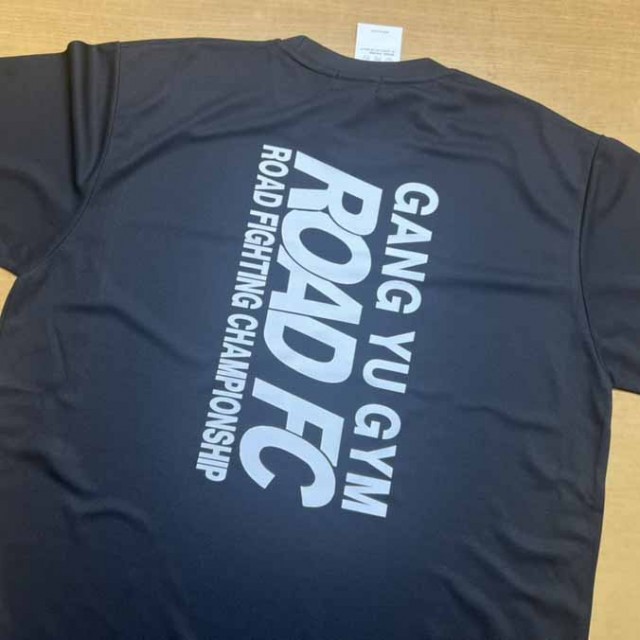 GANG YU GYM
ROAD FC
ROAD FIGHTING CHAMPIONSHIP